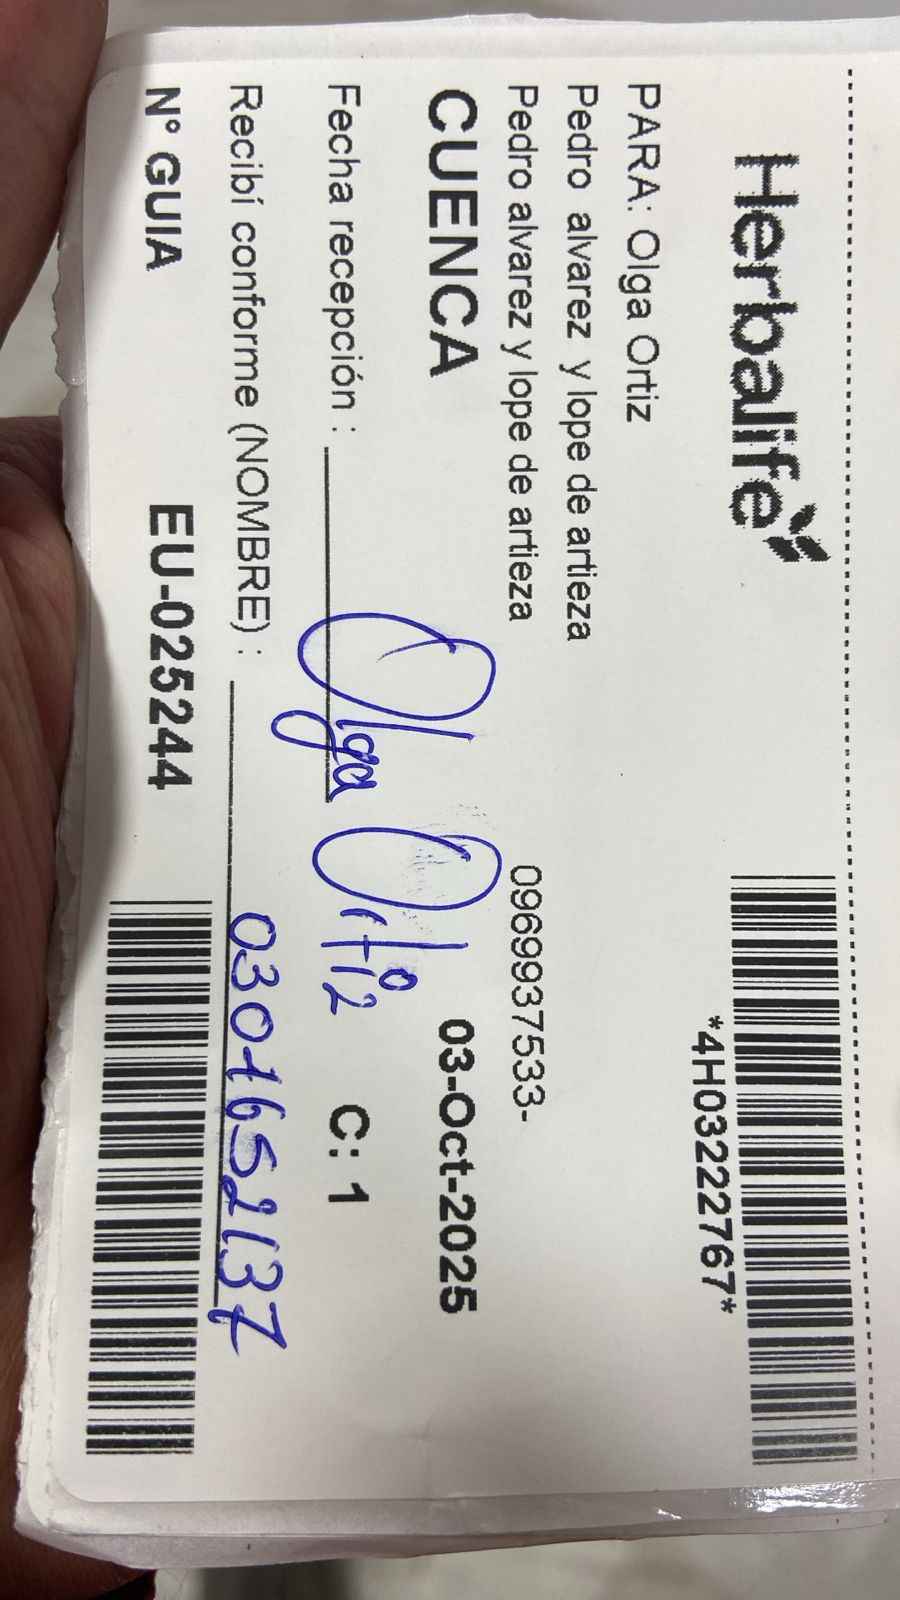 Herbalife
*4H03222767*
PARA: Olga Ortiz
Pedro alvarez y lope de artieza
Pedro alvarez y lope de artieza 0969937533-
CUENCA 03-Oct-2025
Fecha recepción : Olga Ortiz C: 1
Recibí conforme (NOMBRE) : 0301652137
N° GUIA EU-025244